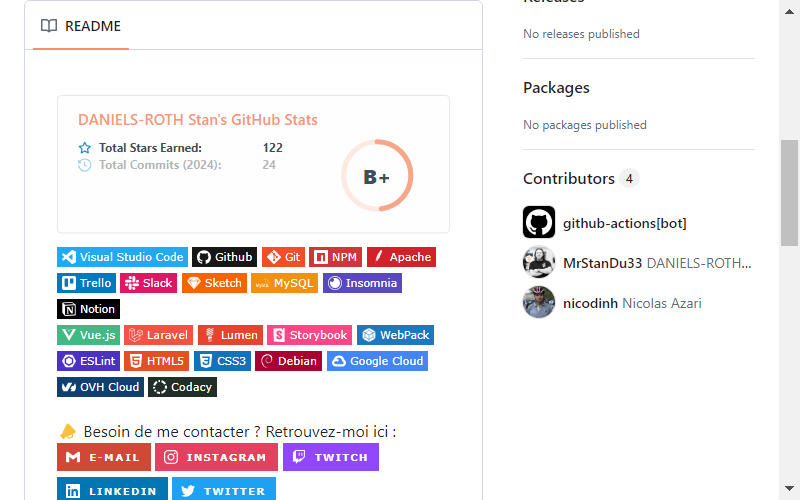 README
DANIELS-ROTH Stan's GitHub Stats
Total Stars Earned: 122
Total Commits (2024): 24
B+
Visual Studio Code Github Git NPM Apache
Trello Slack Sketch MySQL MySQL Insomnia
Notion
Vue.js Laravel Lumen Storybook WebPack
ESLint HTML5 CSS3 Debian Google Cloud
OVH Cloud Codacy
Besoin de me contacter ? Retrouvez-moi ici :
E-MAIL INSTAGRAM TWITCH
LINKEDIN TWITTER
Releases
No releases published
Packages
No packages published
Contributors 4
github-actions[bot]
MrStanDu33 DANIELS-ROTH...
nicodinh Nicolas Azari